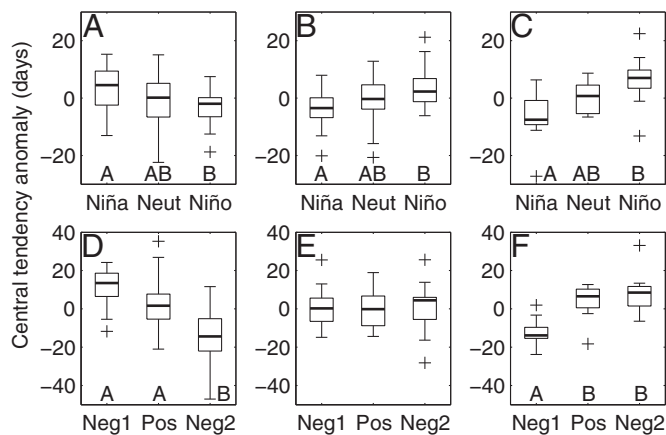 Central tendency anomaly (days)
A
20
0
−20
A AB B
Niña Neut Niño
B
20
0
−20
A AB B
Niña Neut Niño
C
20
0
−20
A AB B
Niña Neut Niño
D
40
20
0
−20
−40
A A B
Neg1 Pos Neg2
E
40
20
0
−20
−40
Neg1 Pos Neg2
F
40
20
0
−20
−40
A B B
Neg1 Pos Neg2